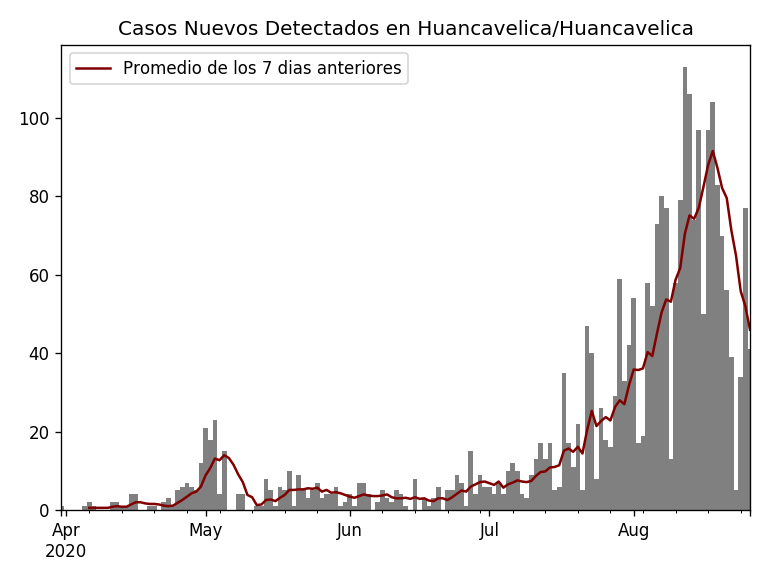 Casos Nuevos Detectados en Huancavelica/Huancavelica
Promedio de los 7 dias anteriores
100
80
60
40
20
0
Apr May Jun Jul Aug
2020